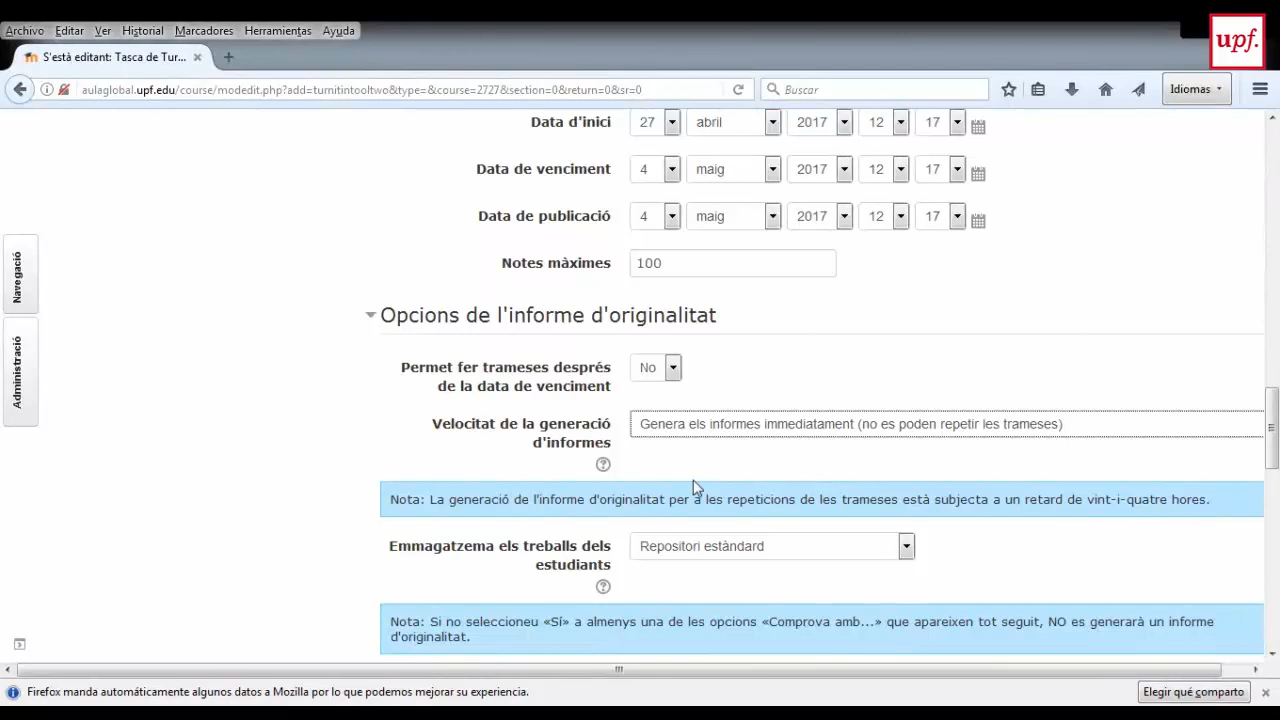 Archivo Editar Ver Historial Marcadores Herramientas Ayuda
upf.
S'està editant: Tasca de Tur...
aulaglobal.upf.edu/course/modedit.php?add=turnitintooltwo&type=&course=2727&section=0&return=0&sr=0
Buscar
Idiomas
Data d'inici 27 abril 2017 12 17
Data de venciment 4 maig 2017 12 17
Data de publicació 4 maig 2017 12 17
Notes màximes 100
Navegació
Administració
Opcions de l'informe d'originalitat
Permet fer trameses després
de la data de venciment
No
Velocitat de la generació
d'informes
Genera els informes immediatament (no es poden repetir les trameses)
Nota: La generació de l'informe d'originalitat per a les repeticions de les trameses està subjecta a un retard de vint-i-quatre hores.
Emmagatzema els treballs dels
estudiants
Repositori estàndard
Nota: Si no seleccioneu «Sí» a almenys una de les opcions «Comprova amb...» que apareixen tot seguit, NO es generarà un informe
d'originalitat.
Firefox manda automáticamente algunos datos a Mozilla por lo que podemos mejorar su experiencia.
Elegir qué comparto